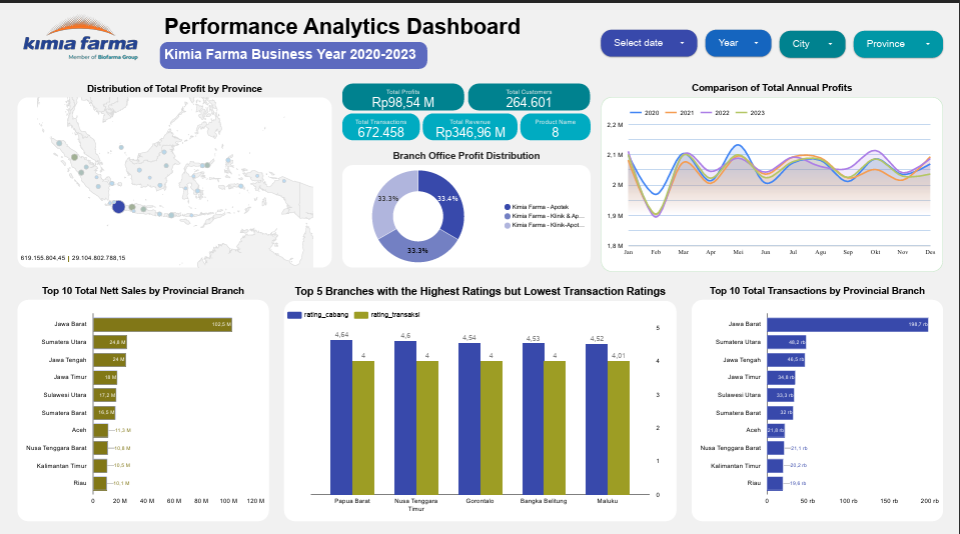 kimia farma
Member of Biofarma Group
Performance Analytics Dashboard
Kimia Farma Business Year 2020-2023
Select date
Year
City
Province
Distribution of Total Profit by Province
619.155.804,45 | 29.104.802.788,15
Total Profits
Rp98,54 M
Total Customers
264.601
Total Transactions
672.458
Total Revenue
Rp346,96 M
Product Name
8
Branch Office Profit Distribution
33.3%
33.4%
33.3%
Kimia Farma - Apotek
Kimia Farma - Klinik & Ap...
Kimia Farma - Klinik-Apot...
Comparison of Total Annual Profits
2020 2021 2022 2023
2,2 M
2,1 M
2 M
1,9 M
1,8 M
Jan Feb Mar Apr Mei Jun Jul Agu Sep Okt Nov Des
Top 10 Total Nett Sales by Provincial Branch
Jawa Barat
Sumatera Utara 24,8 M
Jawa Tengah 24 M
Jawa Timur 18 M
Sulawesi Utara 17,2 M
Sumatera Barat 16,5 M
Aceh 11,2 M
Nusa Tenggara Barat 10,8 M
Kalimantan Timur 10,5 M
Riau 10,1 M
0 20 M 40 M 60 M 80 M 100 M 120 M
Top 5 Branches with the Highest Ratings but Lowest Transaction Ratings
rating_cabang rating_transaksi
4,64 4 4,6 4 4,54 4 4,53 4 4,52 4,01
5
4
3
2
1
0
Papua Barat
Nusa Tenggara
Timur
Gorontalo
Bangka Belitung
Maluku
Top 10 Total Transactions by Provincial Branch
Jawa Barat 198,7 rb
Sumatera Utara 48,2 rb
Jawa Tengah 46,5 rb
Jawa Timur 34,8 rb
Sulawesi Utara 33,3 rb
Sumatera Barat 32 rb
Aceh 21,8 rb
Nusa Tenggara Barat 21,1 rb
Kalimantan Timur 20,2 rb
Riau 19,6 rb
0 50 rb 100 rb 150 rb 200 rb